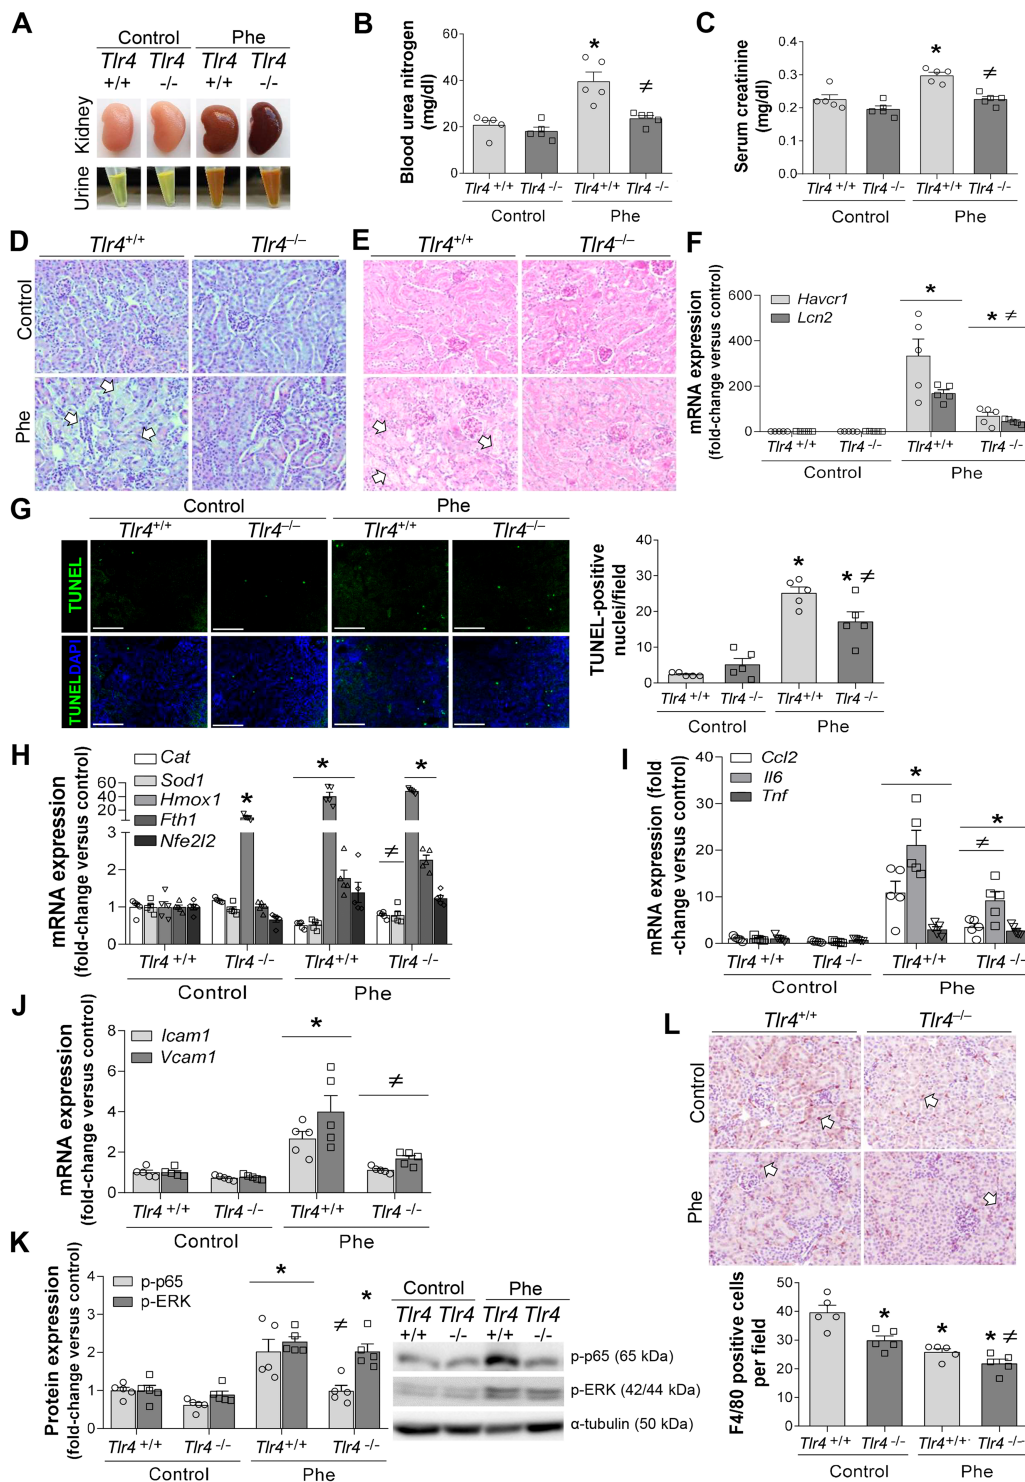 A
Control Phe
Tlr4 Tlr4 Tlr4 Tlr4
+/+ -/- +/+ -/-
Kidney
Urine
B
Blood urea nitrogen
(mg/dl)
60
40
20
0
*
≠
Tlr4 +/+ Tlr4 -/- Tlr4 +/+ Tlr4 -/-
Control Phe
C
Serum creatinine
(mg/dl)
0.4
0.3
0.2
0.1
0.0
*
≠
Tlr4 +/+ Tlr4 -/- Tlr4 +/+ Tlr4 -/-
Control Phe
D
Tlr4+/+ Tlr4–/–
Control
Phe
E
Tlr4+/+ Tlr4–/–
F
mRNA expression
(fold-change versus control)
Havcr1
Lcn2
600
400
200
0
*
* ≠
Tlr4 +/+ Tlr4 -/- Tlr4+/+ Tlr4 -/-
Control Phe
G
Control Phe
Tlr4+/+ Tlr4–/– Tlr4+/+ Tlr4–/–
TUNEL
TUNELDAPI
TUNEL-positive
nuclei/field
40
30
20
10
0
*
* ≠
Tlr4 +/+ Tlr4 -/- Tlr4+/+ Tlr4 -/-
Control Phe
H
mRNA expression
(fold-change versus control)
Cat
Sod1
Hmox1
Fth1
Nfe2l2
60
40
20
2
1
0
*
*
*
≠
Tlr4 +/+ Tlr4 -/- Tlr4+/+ Tlr4 -/-
Control Phe
I
mRNA expression (fold
-change versus control)
Ccl2
Il6
Tnf
40
30
20
10
0
*
*
≠
Tlr4 +/+ Tlr4 -/- Tlr4+/+ Tlr4 -/-
Control Phe
J
mRNA expression
(fold-change versus control)
Icam1
Vcam1
8
6
4
2
0
*
≠
Tlr4 +/+ Tlr4 -/- Tlr4+/+ Tlr4 -/-
Control Phe
K
Protein expression
(fold-change versus control)
p-p65
p-ERK
4
3
2
1
0
*
≠
*
Tlr4 +/+ Tlr4 -/- Tlr4+/+ Tlr4 -/-
Control Phe
Control Phe
Tlr4 Tlr4 Tlr4 Tlr4
+/+ -/- +/+ -/-
p-p65 (65 kDa)
p-ERK (42/44 kDa)
α-tubulin (50 kDa)
L
Tlr4+/+ Tlr4–/–
Control
Phe
F4/80 positive cells
per field
50
40
30
20
10
0
*
*
* ≠
Tlr4 +/+ Tlr4 -/- Tlr4+/+ Tlr4 -/-
Control Phe